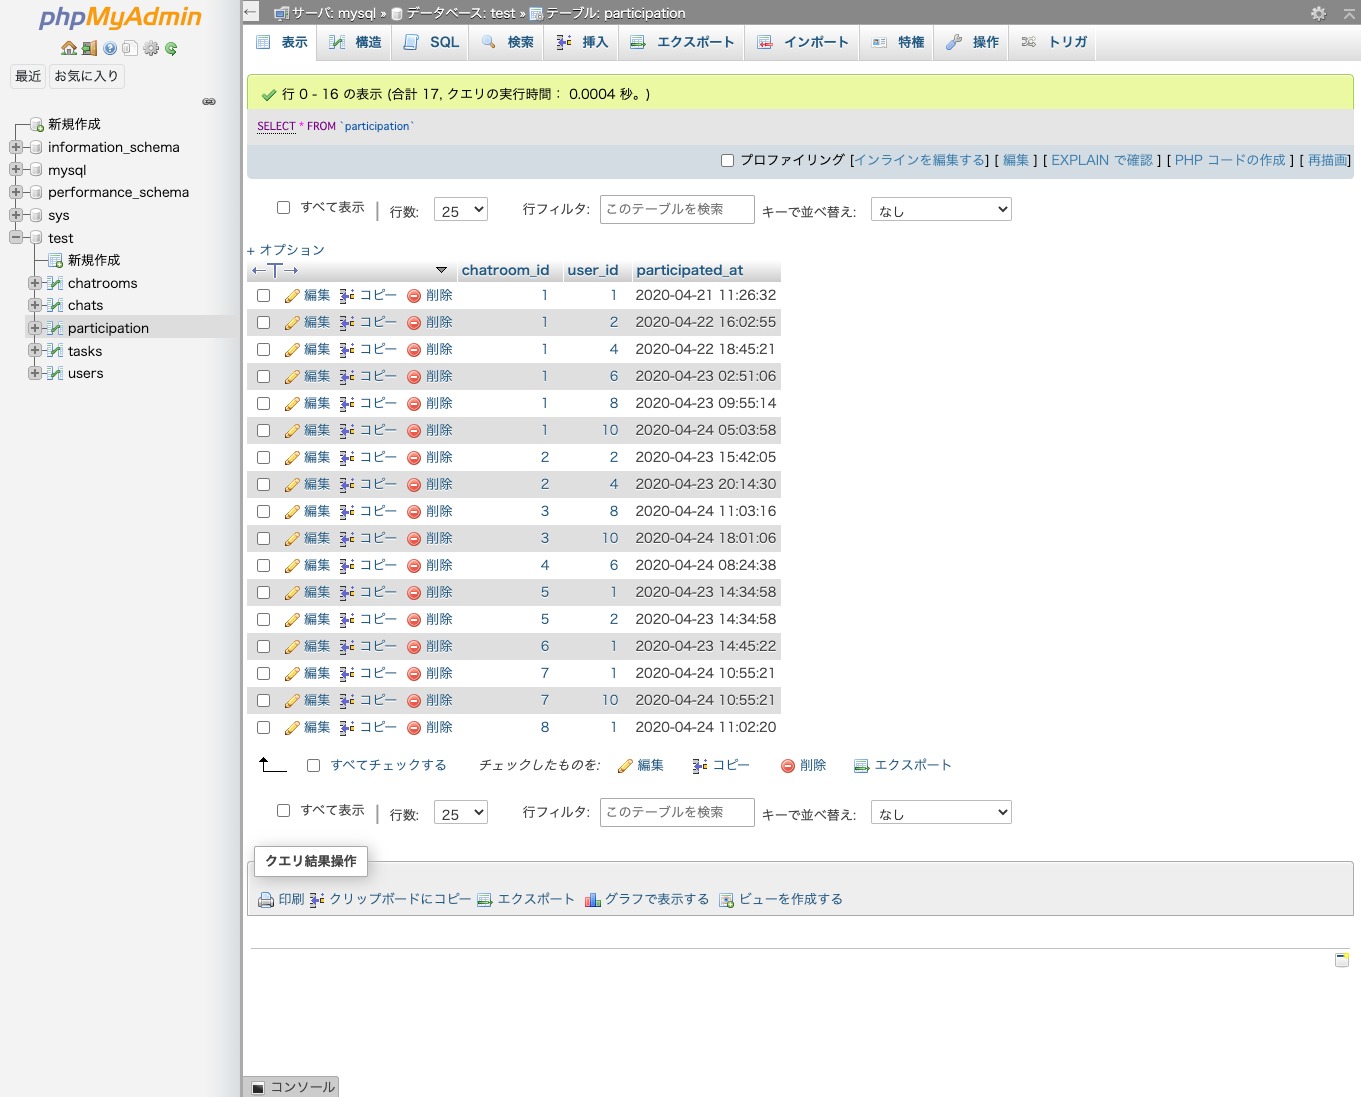 phpMyAdmin
最近 お気に入り
新規作成
information_schema
mysql
performance_schema
sys
test
新規作成
chatrooms
chats
participation
tasks
users
サーバ: mysql » データベース: test » テーブル: participation
表示 構造 SQL 検索 挿入 エクスポート インポート 特権 操作 トリガ
行 0 - 16 の表示 (合計 17, クエリの実行時間： 0.0004 秒。)
SELECT * FROM `participation`
プロファイリング [インラインを編集する] [ 編集 ] [ EXPLAIN で確認 ] [ PHP コードの作成 ] [ 再描画]
すべて表示 | 行数: 25 行フィルタ: このテーブルを検索 キーで並べ替え: なし
+ オプション
←T→ chatroom_id user_id participated_at
編集 コピー 削除 1 1 2020-04-21 11:26:32
編集 コピー 削除 1 2 2020-04-22 16:02:55
編集 コピー 削除 1 4 2020-04-22 18:45:21
編集 コピー 削除 1 6 2020-04-23 02:51:06
編集 コピー 削除 1 8 2020-04-23 09:55:14
編集 コピー 削除 1 10 2020-04-24 05:03:58
編集 コピー 削除 2 2 2020-04-23 15:42:05
編集 コピー 削除 2 4 2020-04-23 20:14:30
編集 コピー 削除 3 8 2020-04-24 11:03:16
編集 コピー 削除 3 10 2020-04-24 18:01:06
編集 コピー 削除 4 6 2020-04-24 08:24:38
編集 コピー 削除 5 1 2020-04-23 14:34:58
編集 コピー 削除 5 2 2020-04-23 14:34:58
編集 コピー 削除 6 1 2020-04-23 14:45:22
編集 コピー 削除 7 1 2020-04-24 10:55:21
編集 コピー 削除 7 10 2020-04-24 10:55:21
編集 コピー 削除 8 1 2020-04-24 11:02:20
すべてチェックする チェックしたものを: 編集 コピー 削除 エクスポート
すべて表示 | 行数: 25 行フィルタ: このテーブルを検索 キーで並べ替え: なし
クエリ結果操作
印刷 クリップボードにコピー エクスポート グラフで表示する ビューを作成する
コンソール